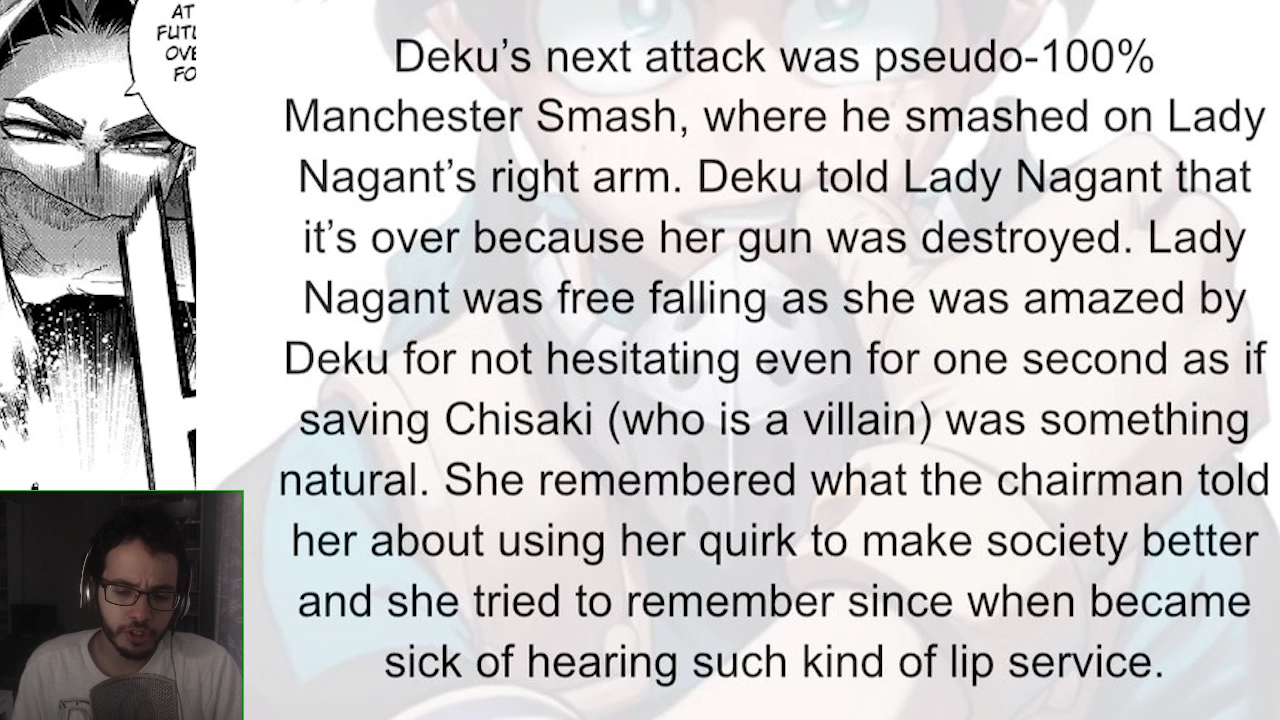 AT
Deku’s next attack was pseudo-100%
Manchester Smash, where he smashed on Lady
Nagant’s right arm. Deku told Lady Nagant that
it’s over because her gun was destroyed. Lady
Nagant was free falling as she was amazed by
Deku for not hesitating even for one second as if
saving Chisaki (who is a villain) was something
natural. She remembered what the chairman told
her about using her quirk to make society better
and she tried to remember since when became
sick of hearing such kind of lip service.